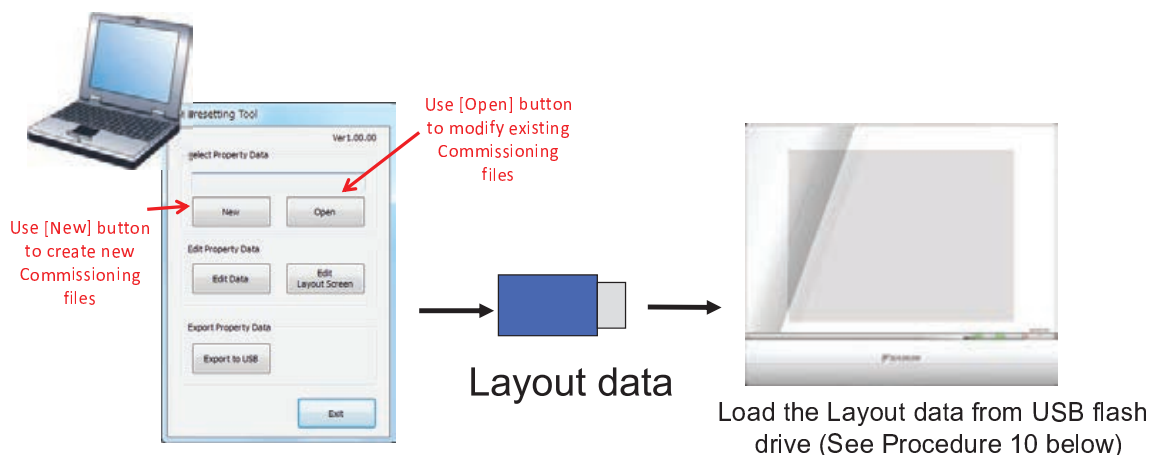 Presetting Tool
Ver1.00.00
Select Property Data
New
Open
Edit Property Data
Edit Data
Edit
Layout Screen
Export Property Data
Export to USB
Exit
Use [Open] button
to modify existing
Commissioning
files
Use [New] button
to create new
Commissioning
files
Layout data
DAIKIN
Load the Layout data from USB flash
drive (See Procedure 10 below)